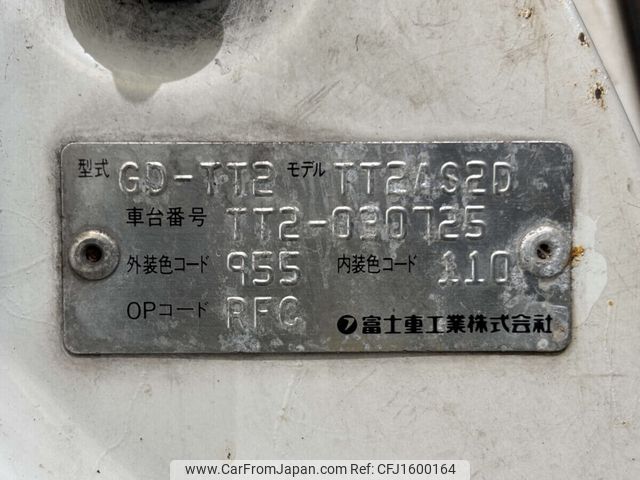 型式 GD-TT2 モデル TT2AS2D
車台番号 TT2-090725
外装色コード 955 内装色コード 110
OPコード RFC
富士重工業株式会社
www.CarFromJapan.com CFJ1600164